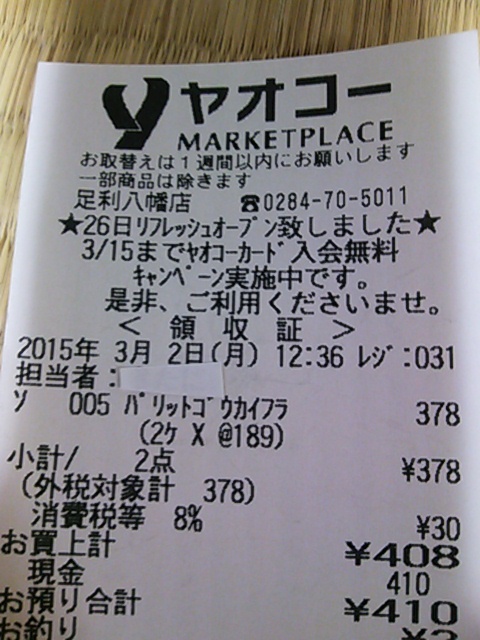 ヤオコー
MARKETPLACE
お取替えは１週間以内にお願いします
一部商品は除きます
足利八幡店 ☎0284-70-5011
★26日リフレッシュオープン致しました★
3/15までヤオコーカード入会無料
キャンペーン実施中です。
是非、ご利用くださいませ。
＜ 領 収 証 ＞
2015年 3月 2日(月) 12:36 レジ:031
担当者:
ソ 005 パリットゴウカイフラ 378
(2ケ X @189)
小計/ 2点 ¥378
(外税対象計 378)
消費税等 8% ¥30
お買上計 ¥408
現金 410
お預り合計 ¥410
お釣り ¥2